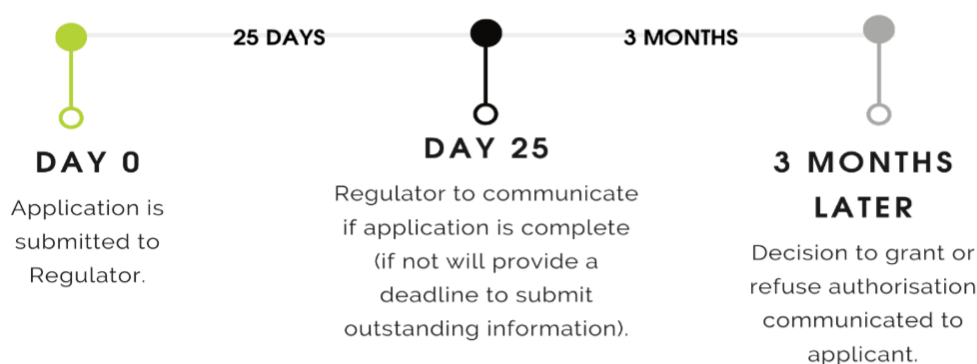 25 DAYS
3 MONTHS
DAY 0
Application is
submitted to
Regulator.
DAY 25
Regulator to communicate
if application is complete
(if not will provide a
deadline to submit
outstanding information).
3 MONTHS
LATER
Decision to grant or
refuse authorisation
communicated to
applicant.